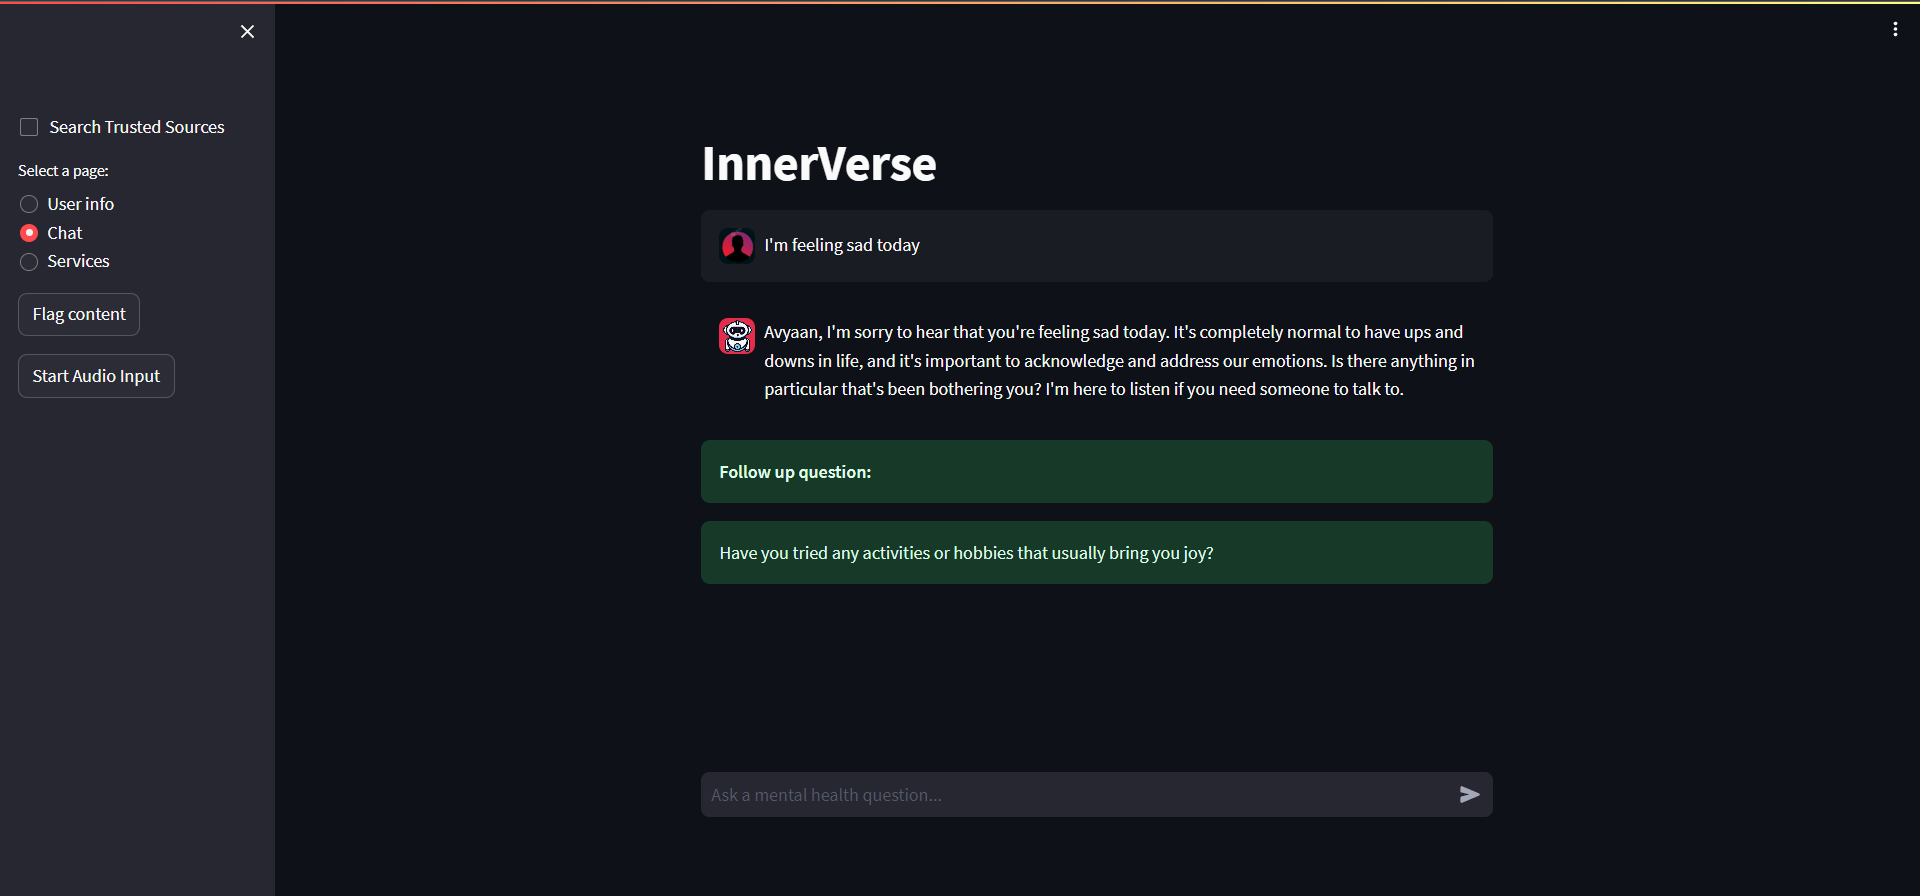 Search Trusted Sources
Select a page:
User info
Chat
Services
Flag content
Start Audio Input
InnerVerse
I'm feeling sad today
Avyaan, I'm sorry to hear that you're feeling sad today. It's completely normal to have ups and
downs in life, and it's important to acknowledge and address our emotions. Is there anything in
particular that's been bothering you? I'm here to listen if you need someone to talk to.
Follow up question:
Have you tried any activities or hobbies that usually bring you joy?
Ask a mental health question...